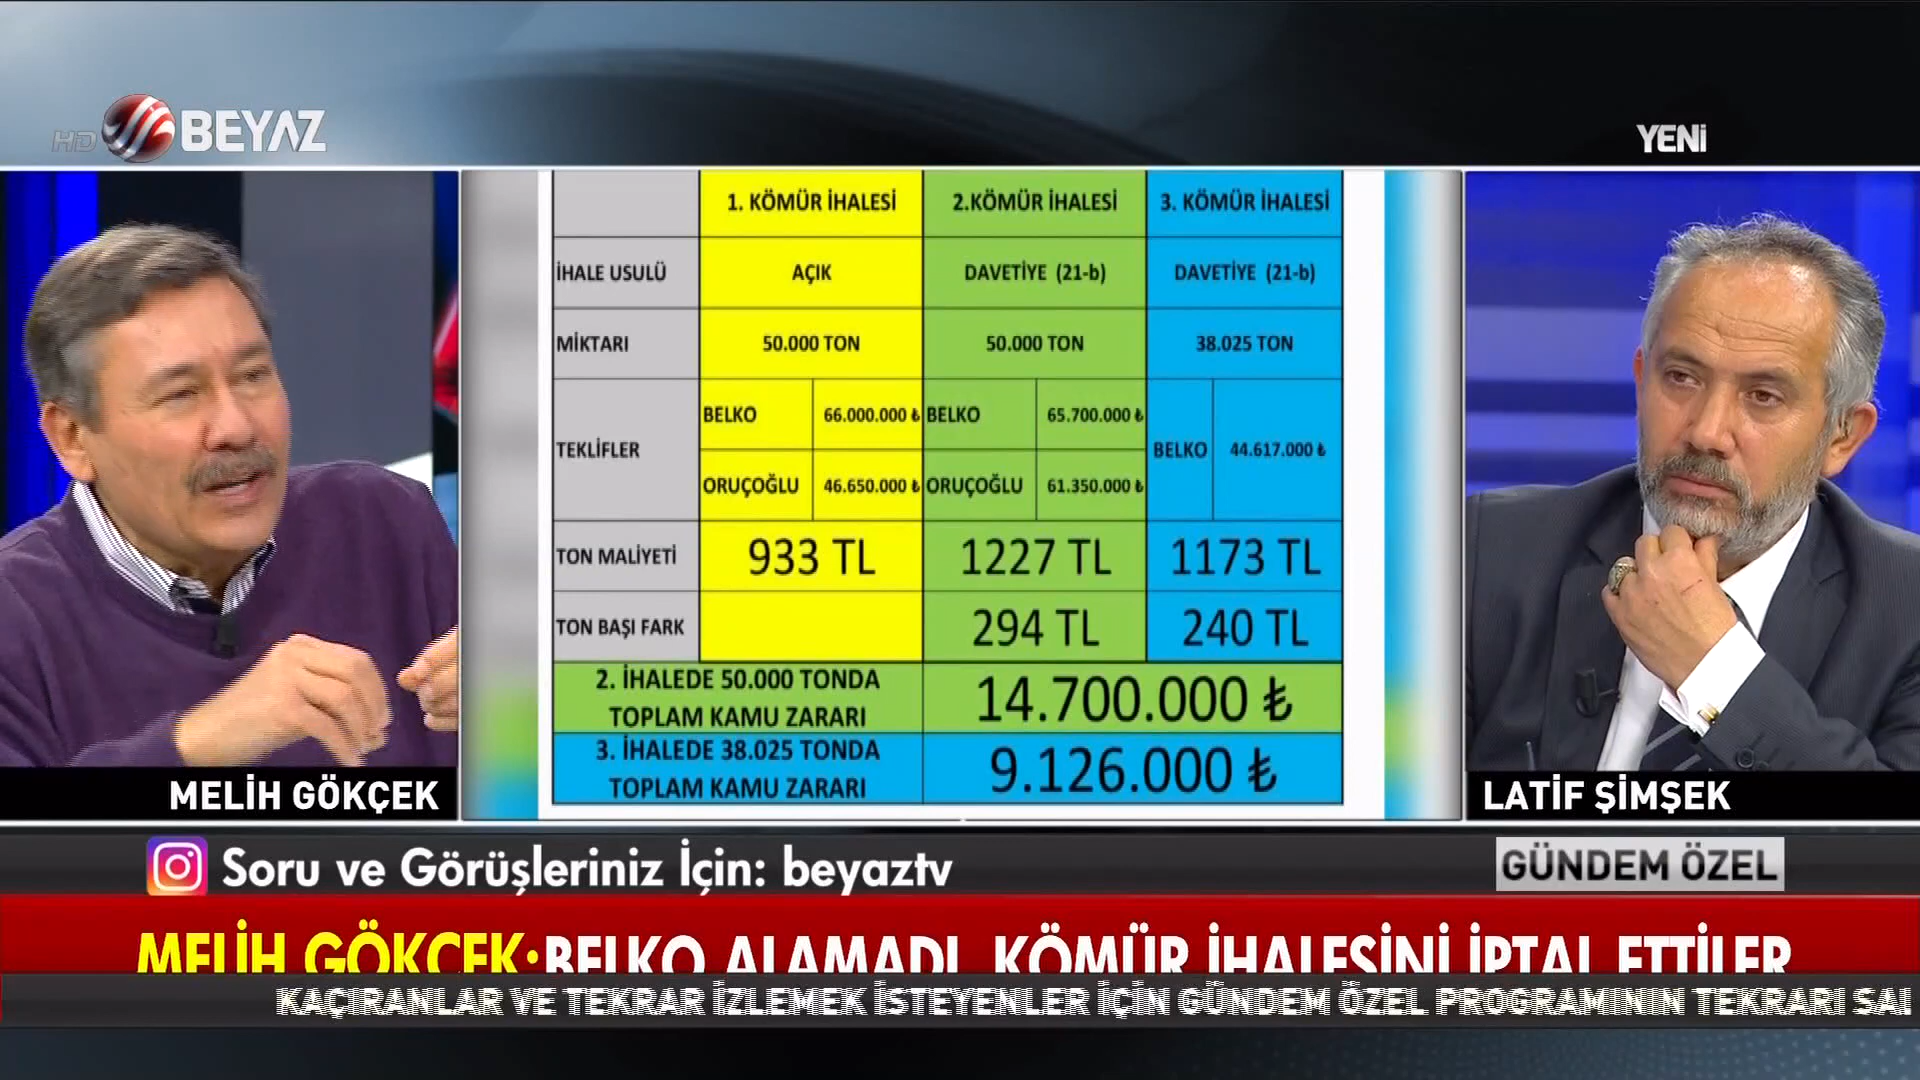 HD BEYAZ
YENİ
1. KÖMÜR İHALESİ 2.KÖMÜR İHALESİ 3. KÖMÜR İHALESİ
İHALE USULÜ AÇIK DAVETİYE (21-b) DAVETİYE (21-b)
MİKTARI 50.000 TON 50.000 TON 38.025 TON
TEKLİFLER
BELKO 66.000.000 ₺ BELKO 65.700.000 ₺
BELKO 44.617.000 ₺
ORUÇOĞLU 46.650.000 ₺ ORUÇOĞLU 61.350.000 ₺
TON MALİYETİ 933 TL 1227 TL 1173 TL
TON BAŞI FARK 294 TL 240 TL
2. İHALEDE 50.000 TONDA
TOPLAM KAMU ZARARI
14.700.000 ₺
3. İHALEDE 38.025 TONDA
TOPLAM KAMU ZARARI
9.126.000 ₺
MELİH GÖKÇEK
LATİF ŞİMŞEK
Soru ve Görüşleriniz İçin: beyaztv
GÜNDEM ÖZEL
MELİH GÖKÇEK:BELKO ALAMADI, KÖMÜR İHALESİNİ İPTAL ETTİLER
KAÇIRANLAR VE TEKRAR İZLEMEK İSTEYENLER İÇİN GÜNDEM ÖZEL PROGRAMININ TEKRARI